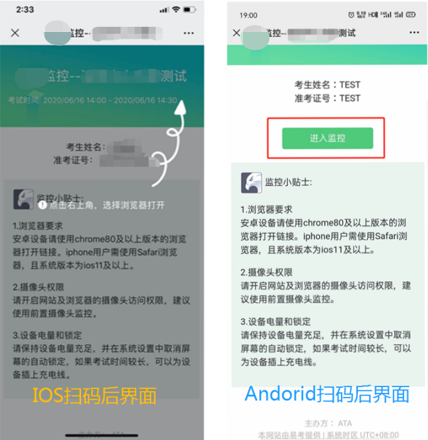 2:33
监控-
监控--
测试
考试时间: 2020/06/16 14:00 - 2020/06/16 14:30
考生姓名:
准考证号:
监控小贴士:
点击右上角，选择浏览器打开
1.浏览器要求
安卓设备请使用chrome80及以上版本的浏
览器打开链接。iphone用户需使用Safari浏
览器，且系统版本为ios11及以上。
2.摄像头权限
请开启网站及浏览器的摄像头访问权限，建议
使用前置摄像头监控。
3.设备电量和锁定
请保持设备电量充足，并在系统设置中取消
屏幕的自动锁定，如果考试时间较长，可以为
设备插上充电线。
IOS扫码后界面
主办方： ATA
19:00
监控-
测试
考生姓名：TEST
准考证号：TEST
进入监控
监控小贴士:
1.浏览器要求
安卓设备请使用chrome80及以上版本的浏
览器打开链接。iphone用户需使用Safari浏览
器，且系统版本为ios11及以上。
2.摄像头权限
请开启网站及浏览器的摄像头访问权限，建议
使用前置摄像头监控。
3.设备电量和锁定
请保持设备电量充足，并在系统设置中取消屏
幕的自动锁定，如果考试时间较长，可以为设
备插上充电线。
Andorid扫码后界面
主办方： ATA
本网站由易考提供 | 系统时区 UTC+08:00